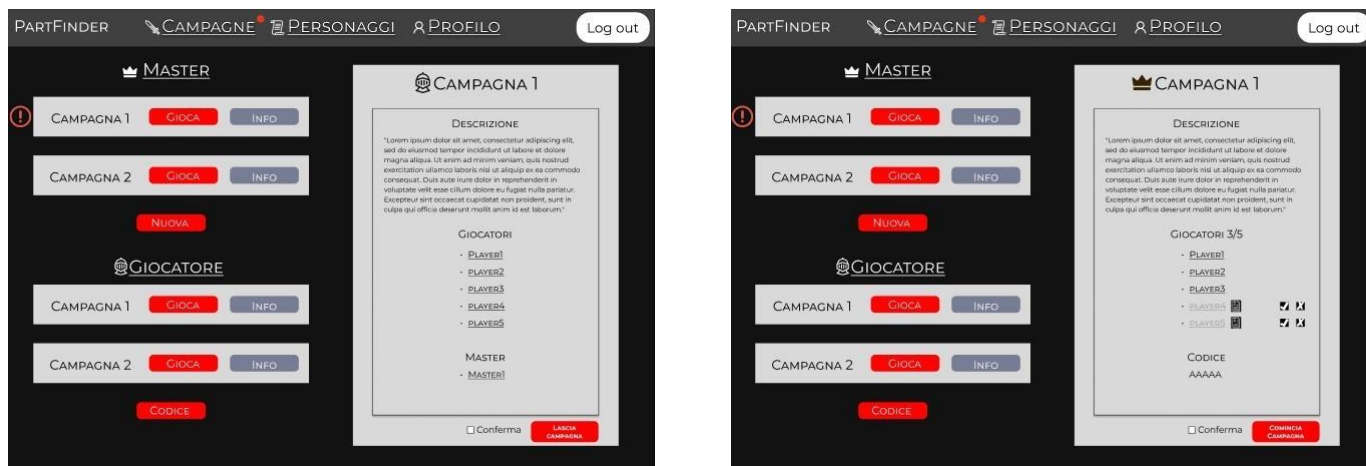 PartFinder Campagne Personaggi Profilo Log out
Master
Campagna 1 Gioca Info
Campagna 2 Gioca Info
Nuova
Giocatore
Campagna 1 Gioca Info
Campagna 2 Gioca Info
Codice
Campagna 1
Descrizione
"Lorem ipsum dolor sit amet, consectetur adipiscing elit,
sed do eiusmod tempor incididunt ut labore et dolore
magna aliqua. Ut enim ad minim veniam, quis nostrud
exercitation ullamco laboris nisi ut aliquip ex ea commodo
consequat. Duis aute irure dolor in reprehenderit in
voluptate velit esse cillum dolore eu fugiat nulla pariatur.
Excepteur sint occaecat cupidatat non proident, sunt in
culpa qui officia deserunt mollit anim id est laborum."
Giocatori
- Player1
- Player2
- Player3
- Player4
- Player5
Master
- Master1
Conferma
Lascia
campagna
PartFinder Campagne Personaggi Profilo Log out
Master
Campagna 1 Gioca Info
Campagna 2 Gioca Info
Nuova
Giocatore
Campagna 1 Gioca Info
Campagna 2 Gioca Info
Codice
Campagna 1
Descrizione
"Lorem ipsum dolor sit amet, consectetur adipiscing elit,
sed do eiusmod tempor incididunt ut labore et dolore
magna aliqua. Ut enim ad minim veniam, quis nostrud
exercitation ullamco laboris nisi ut aliquip ex ea commodo
consequat. Duis aute irure dolor in reprehenderit in
voluptate velit esse cillum dolore eu fugiat nulla pariatur.
Excepteur sint occaecat cupidatat non proident, sunt in
culpa qui officia deserunt mollit anim id est laborum."
Giocatori 3/5
- Player1
- Player2
- Player3
- Player4
- Player5
Codice
AAAAA
Conferma
Comincia
Campagna